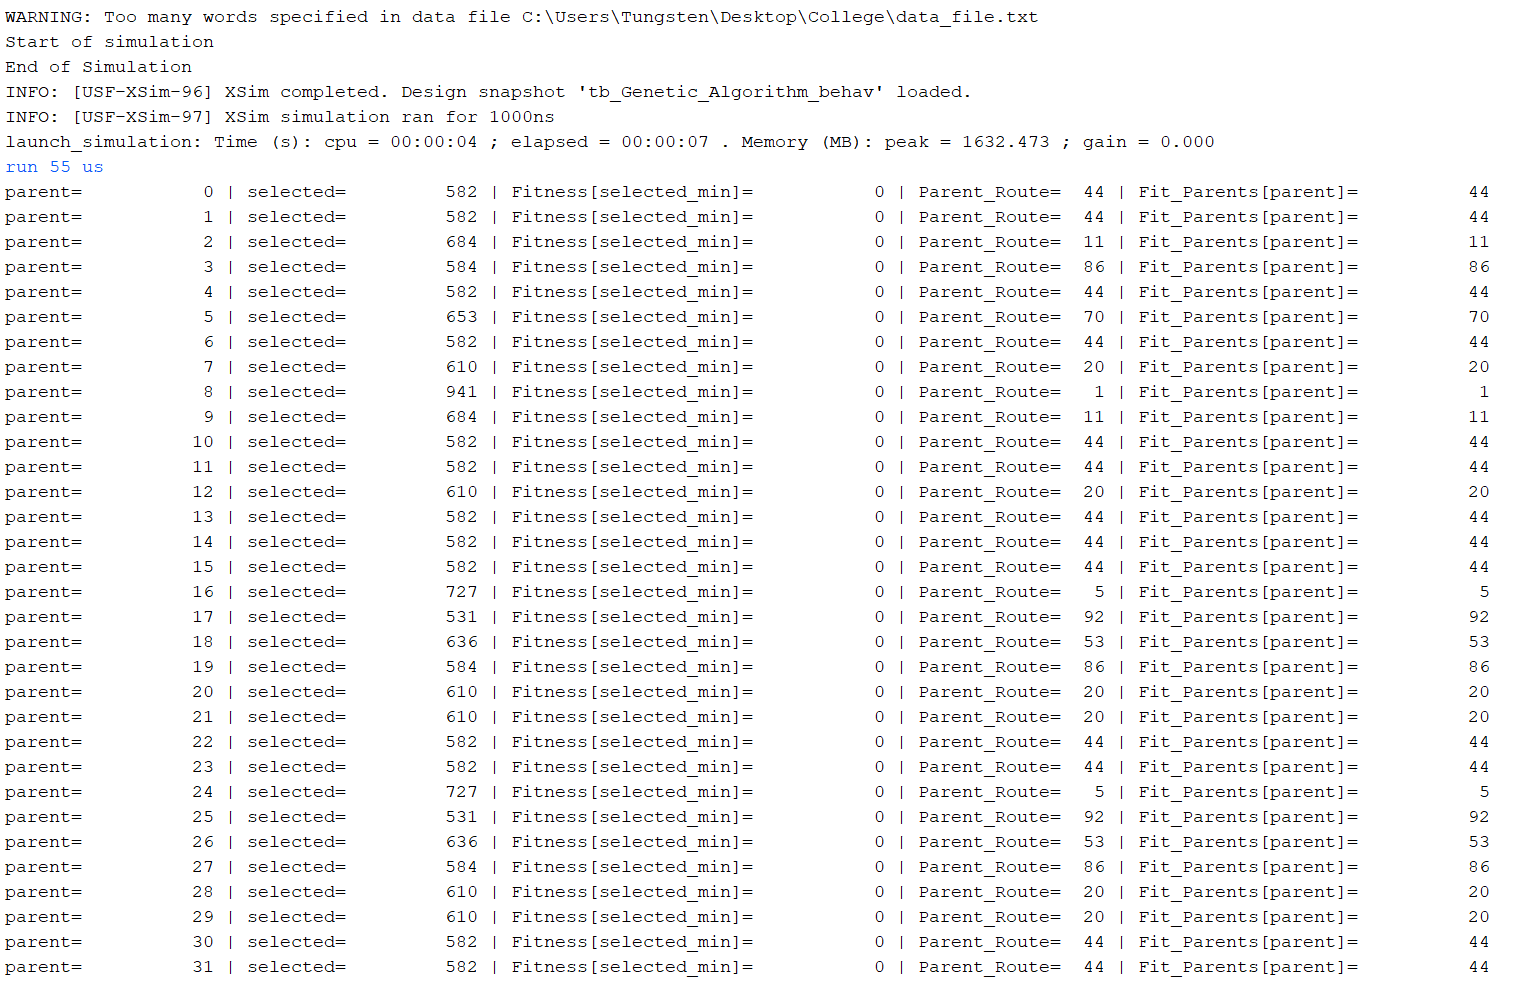 WARNING: Too many words specified in data file C:\Users\Tungsten\Desktop\College\data_file.txt
Start of simulation
End of Simulation
INFO: [USF-XSim-96] XSim completed. Design snapshot 'tb_Genetic_Algorithm_behav' loaded.
INFO: [USF-XSim-97] XSim simulation ran for 1000ns
launch_simulation: Time (s): cpu = 00:00:04 ; elapsed = 00:00:07 . Memory (MB): peak = 1632.473 ; gain = 0.000
run 55 us
parent=          0 | selected=        582 | Fitness[selected_min]=          0 | Parent_Route=  44 | Fit_Parents[parent]=         44
parent=          1 | selected=        582 | Fitness[selected_min]=          0 | Parent_Route=  44 | Fit_Parents[parent]=         44
parent=          2 | selected=        684 | Fitness[selected_min]=          0 | Parent_Route=  11 | Fit_Parents[parent]=         11
parent=          3 | selected=        584 | Fitness[selected_min]=          0 | Parent_Route=  86 | Fit_Parents[parent]=         86
parent=          4 | selected=        582 | Fitness[selected_min]=          0 | Parent_Route=  44 | Fit_Parents[parent]=         44
parent=          5 | selected=        653 | Fitness[selected_min]=          0 | Parent_Route=  70 | Fit_Parents[parent]=         70
parent=          6 | selected=        582 | Fitness[selected_min]=          0 | Parent_Route=  44 | Fit_Parents[parent]=         44
parent=          7 | selected=        610 | Fitness[selected_min]=          0 | Parent_Route=  20 | Fit_Parents[parent]=         20
parent=          8 | selected=        941 | Fitness[selected_min]=          0 | Parent_Route=   1 | Fit_Parents[parent]=          1
parent=          9 | selected=        684 | Fitness[selected_min]=          0 | Parent_Route=  11 | Fit_Parents[parent]=         11
parent=         10 | selected=        582 | Fitness[selected_min]=          0 | Parent_Route=  44 | Fit_Parents[parent]=         44
parent=         11 | selected=        582 | Fitness[selected_min]=          0 | Parent_Route=  44 | Fit_Parents[parent]=         44
parent=         12 | selected=        610 | Fitness[selected_min]=          0 | Parent_Route=  20 | Fit_Parents[parent]=         20
parent=         13 | selected=        582 | Fitness[selected_min]=          0 | Parent_Route=  44 | Fit_Parents[parent]=         44
parent=         14 | selected=        582 | Fitness[selected_min]=          0 | Parent_Route=  44 | Fit_Parents[parent]=         44
parent=         15 | selected=        582 | Fitness[selected_min]=          0 | Parent_Route=  44 | Fit_Parents[parent]=         44
parent=         16 | selected=        727 | Fitness[selected_min]=          0 | Parent_Route=   5 | Fit_Parents[parent]=          5
parent=         17 | selected=        531 | Fitness[selected_min]=          0 | Parent_Route=  92 | Fit_Parents[parent]=         92
parent=         18 | selected=        636 | Fitness[selected_min]=          0 | Parent_Route=  53 | Fit_Parents[parent]=         53
parent=         19 | selected=        584 | Fitness[selected_min]=          0 | Parent_Route=  86 | Fit_Parents[parent]=         86
parent=         20 | selected=        610 | Fitness[selected_min]=          0 | Parent_Route=  20 | Fit_Parents[parent]=         20
parent=         21 | selected=        610 | Fitness[selected_min]=          0 | Parent_Route=  20 | Fit_Parents[parent]=         20
parent=         22 | selected=        582 | Fitness[selected_min]=          0 | Parent_Route=  44 | Fit_Parents[parent]=         44
parent=         23 | selected=        582 | Fitness[selected_min]=          0 | Parent_Route=  44 | Fit_Parents[parent]=         44
parent=         24 | selected=        727 | Fitness[selected_min]=          0 | Parent_Route=   5 | Fit_Parents[parent]=          5
parent=         25 | selected=        531 | Fitness[selected_min]=          0 | Parent_Route=  92 | Fit_Parents[parent]=         92
parent=         26 | selected=        636 | Fitness[selected_min]=          0 | Parent_Route=  53 | Fit_Parents[parent]=         53
parent=         27 | selected=        584 | Fitness[selected_min]=          0 | Parent_Route=  86 | Fit_Parents[parent]=         86
parent=         28 | selected=        610 | Fitness[selected_min]=          0 | Parent_Route=  20 | Fit_Parents[parent]=         20
parent=         29 | selected=        610 | Fitness[selected_min]=          0 | Parent_Route=  20 | Fit_Parents[parent]=         20
parent=         30 | selected=        582 | Fitness[selected_min]=          0 | Parent_Route=  44 | Fit_Parents[parent]=         44
parent=         31 | selected=        582 | Fitness[selected_min]=          0 | Parent_Route=  44 | Fit_Parents[parent]=         44